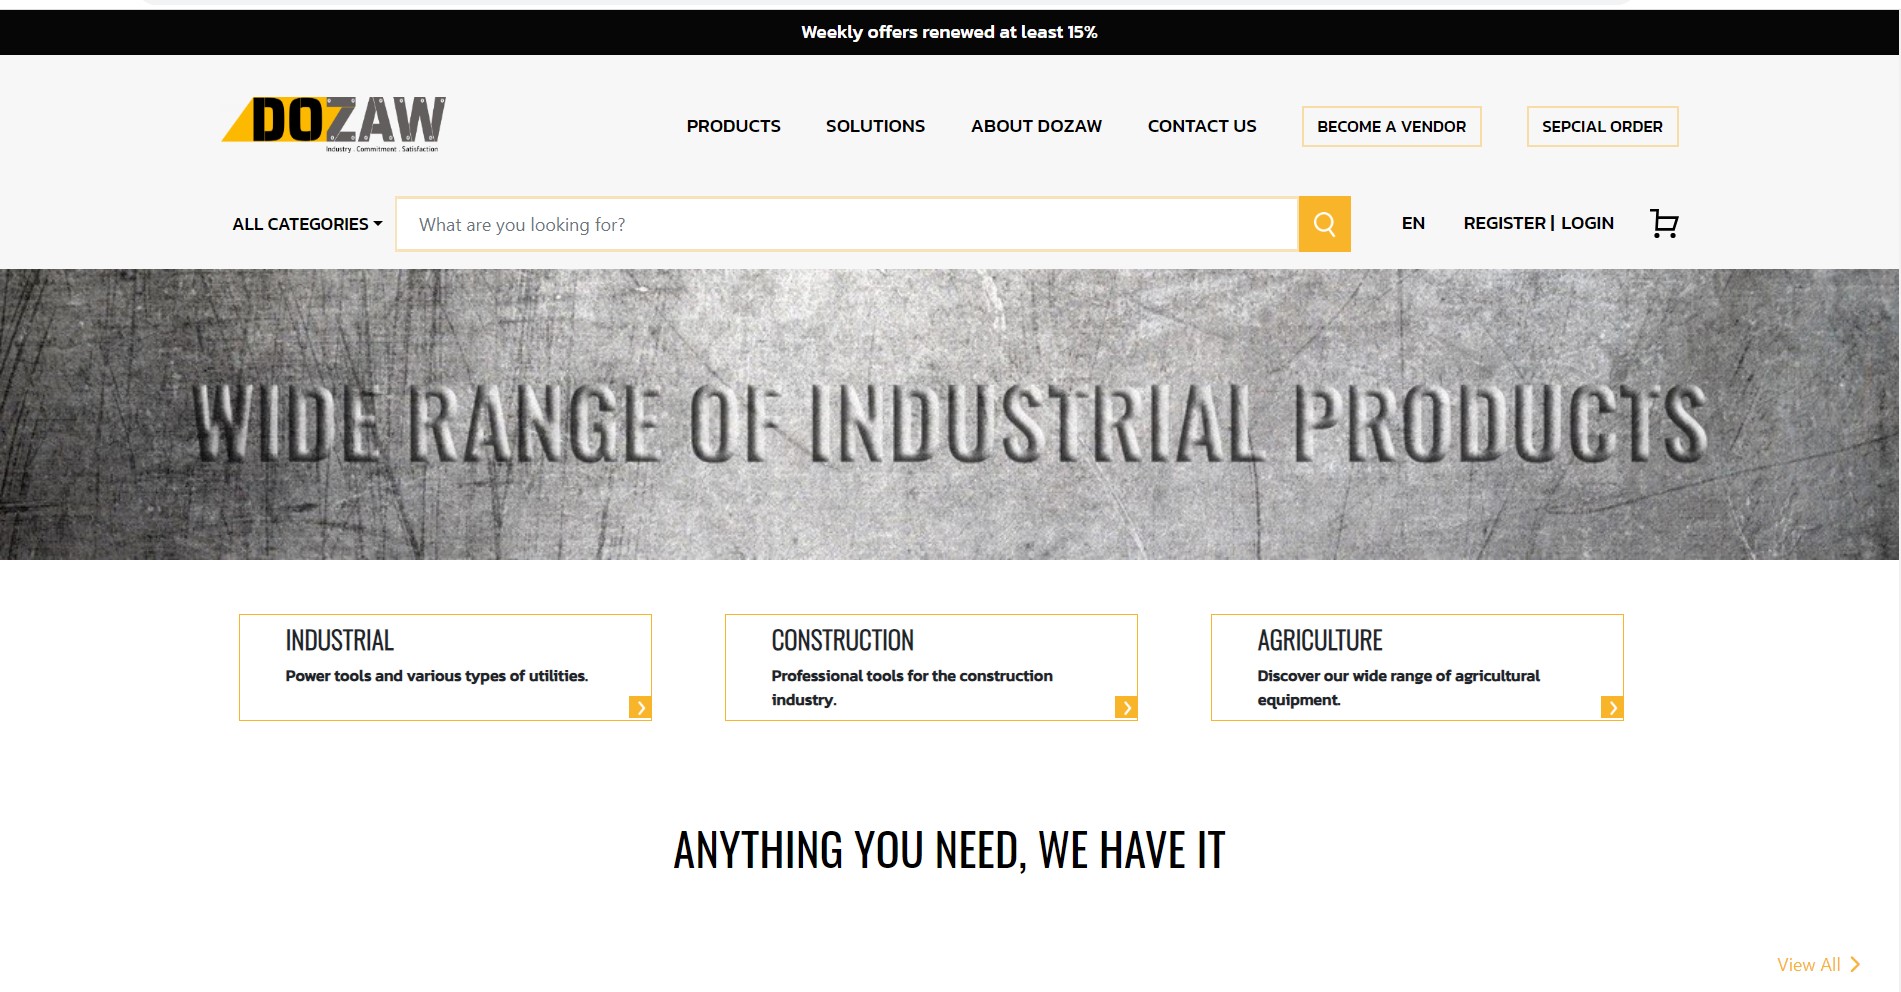 Weekly offers renewed at least 15%
DOZAW
Industry . Commitment . Satisfaction
PRODUCTS SOLUTIONS ABOUT DOZAW CONTACT US BECOME A VENDOR SEPCIAL ORDER
ALL CATEGORIES What are you looking for? EN REGISTER | LOGIN
WIDE RANGE OF INDUSTRIAL PRODUCTS
INDUSTRIAL
Power tools and various types of utilities.
CONSTRUCTION
Professional tools for the construction
industry.
AGRICULTURE
Discover our wide range of agricultural
equipment.
ANYTHING YOU NEED, WE HAVE IT
View All